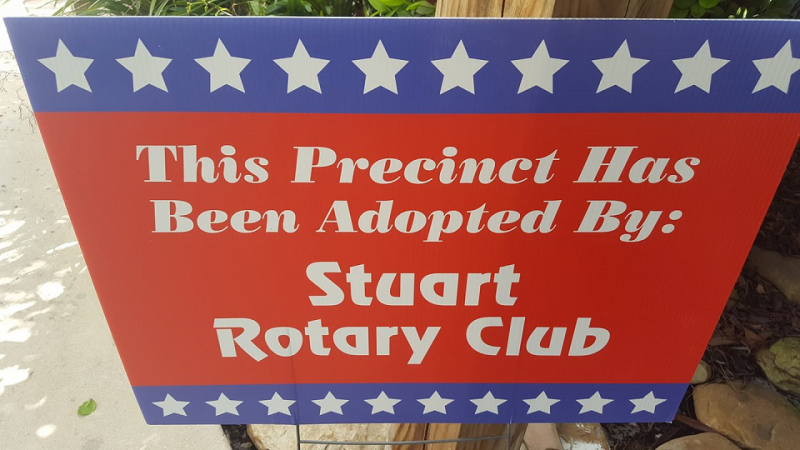 This Precinct Has
Been Adopted By:
Stuart
Rotary Club